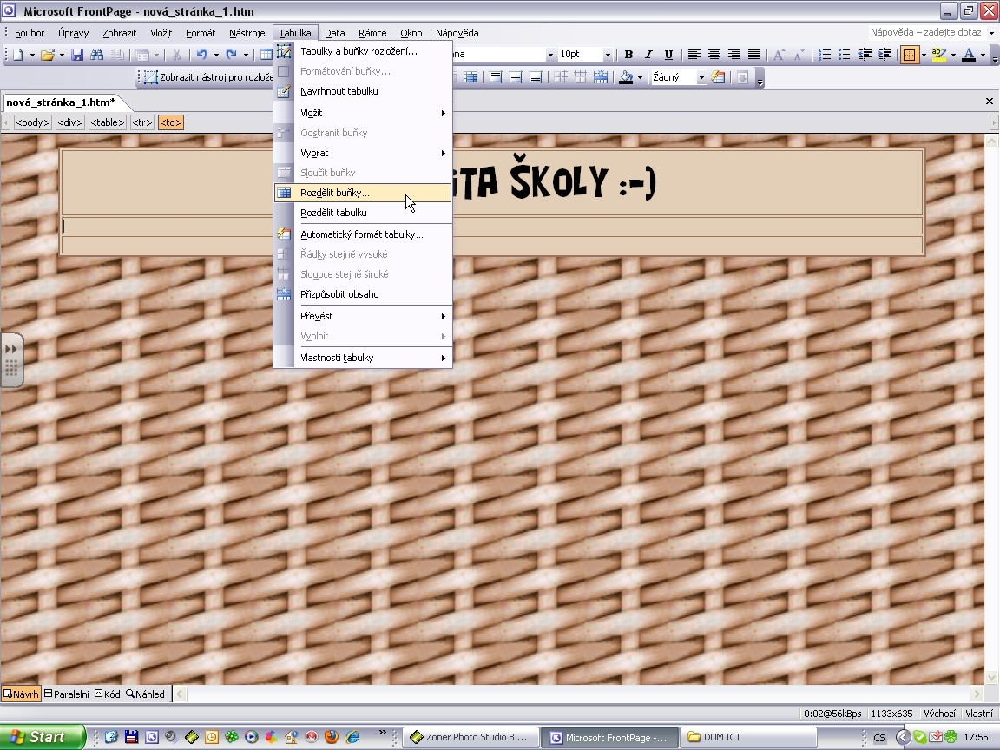 Microsoft FrontPage - nová_stránka_1.htm
Soubor Úpravy Zobrazit Vložit Formát Nástroje Tabulka Data Rámce Okno Nápověda Nápověda – zadejte dotaz
10pt B I U
Zobrazit nástroj pro rozlože
Žádný
nová_stránka_1.htm*
<body> <div> <table> <tr> <td>
Tabulky a buňky rozložení...
Formátování buňky...
Navrhnout tabulku
Vložit
Odstranit buňky
Vybrat
Sloučit buňky
Rozdělit buňky...
Rozdělit tabulku
Automatický formát tabulky...
Řádky stejně vysoké
Sloupce stejně široké
Přizpůsobit obsahu
Převést
Vyplnit
Vlastnosti tabulky
ŠKOLY :-)
Návrh Paralelní Kód Náhled
0:02@56kBps 1133x635 Výchozí Vlastní
Start Zoner Photo Studio 8 ... Microsoft FrontPage -... DUM ICT CS 17:55